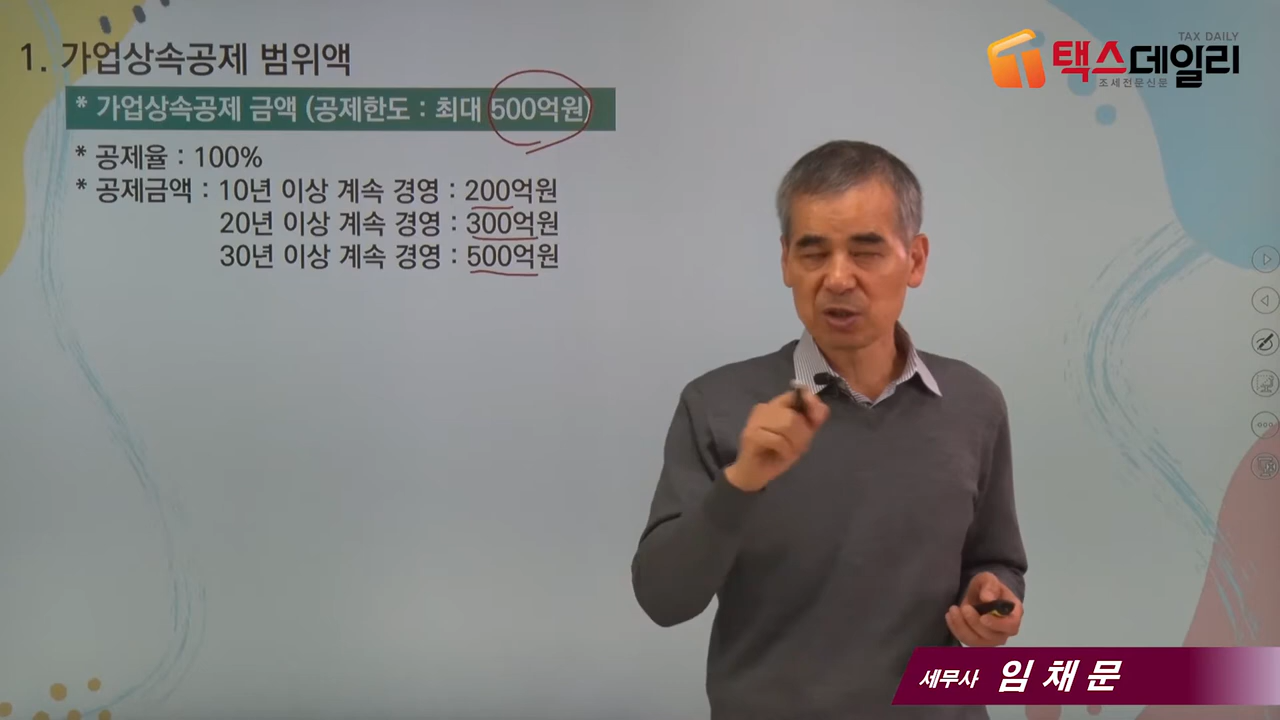 1. 가업상속공제 범위액
* 가업상속공제 금액 (공제한도 : 최대 500억원)
* 공제율 : 100%
* 공제금액 : 10년 이상 계속 경영 : 200억원
20년 이상 계속 경영 : 300억원
30년 이상 계속 경영 : 500억원
TAX DAILY
택스데일리
조세전문신문
세무사 임채문